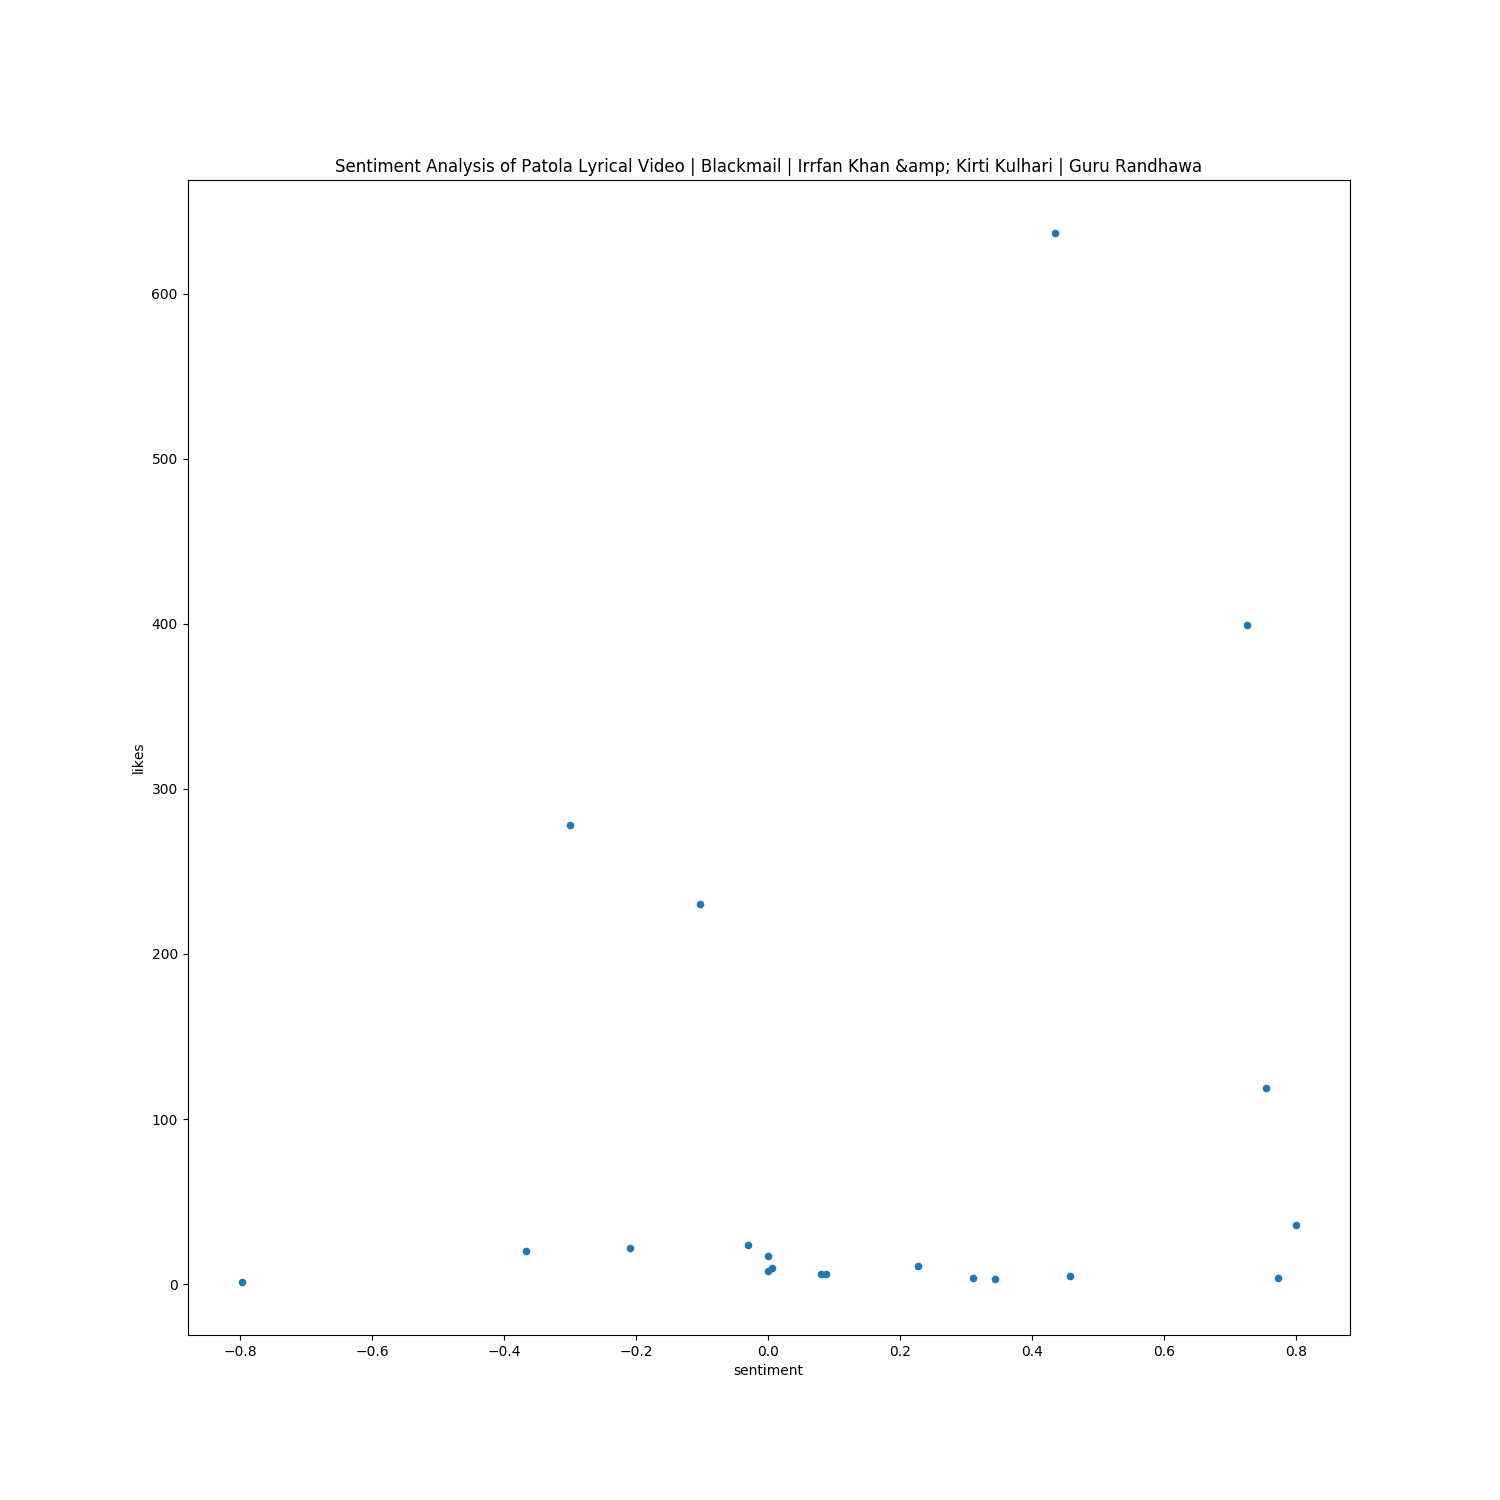 Sentiment Analysis of Patola Lyrical Video | Blackmail | Irrfan Khan &amp; Kirti Kulhari | Guru Randhawa
600
500
400
300
200
100
0
likes
−0.8 −0.6 −0.4 −0.2 0.0 0.2 0.4 0.6 0.8
sentiment